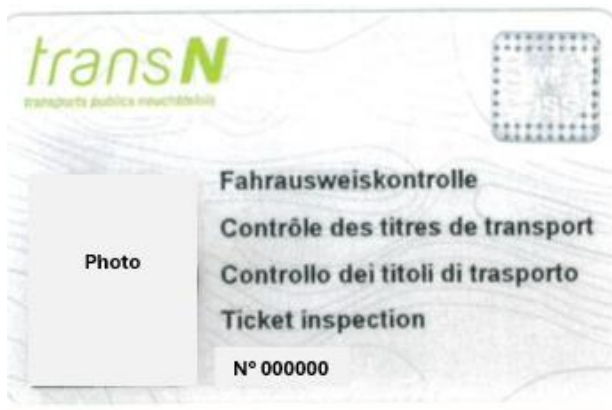 transN
transports publics neuchâtelois
Fahrausweiskontrolle
Contrôle des titres de transport
Photo
Controllo dei titoli di trasporto
Ticket inspection
N° 000000